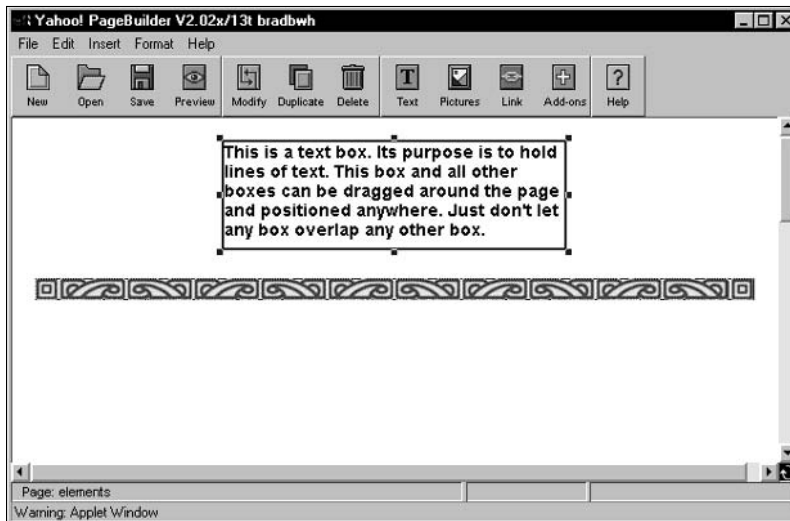 Yahoo! PageBuilder V2.02x/13t bradbwh
File Edit Insert Format Help
New Open Save Preview Modify Duplicate Delete Text Pictures Link Add-ons Help
This is a text box. Its purpose is to hold
lines of text. This box and all other
boxes can be dragged around the page
and positioned anywhere. Just don't let
any box overlap any other box.
Page: elements
Warning: Applet Window